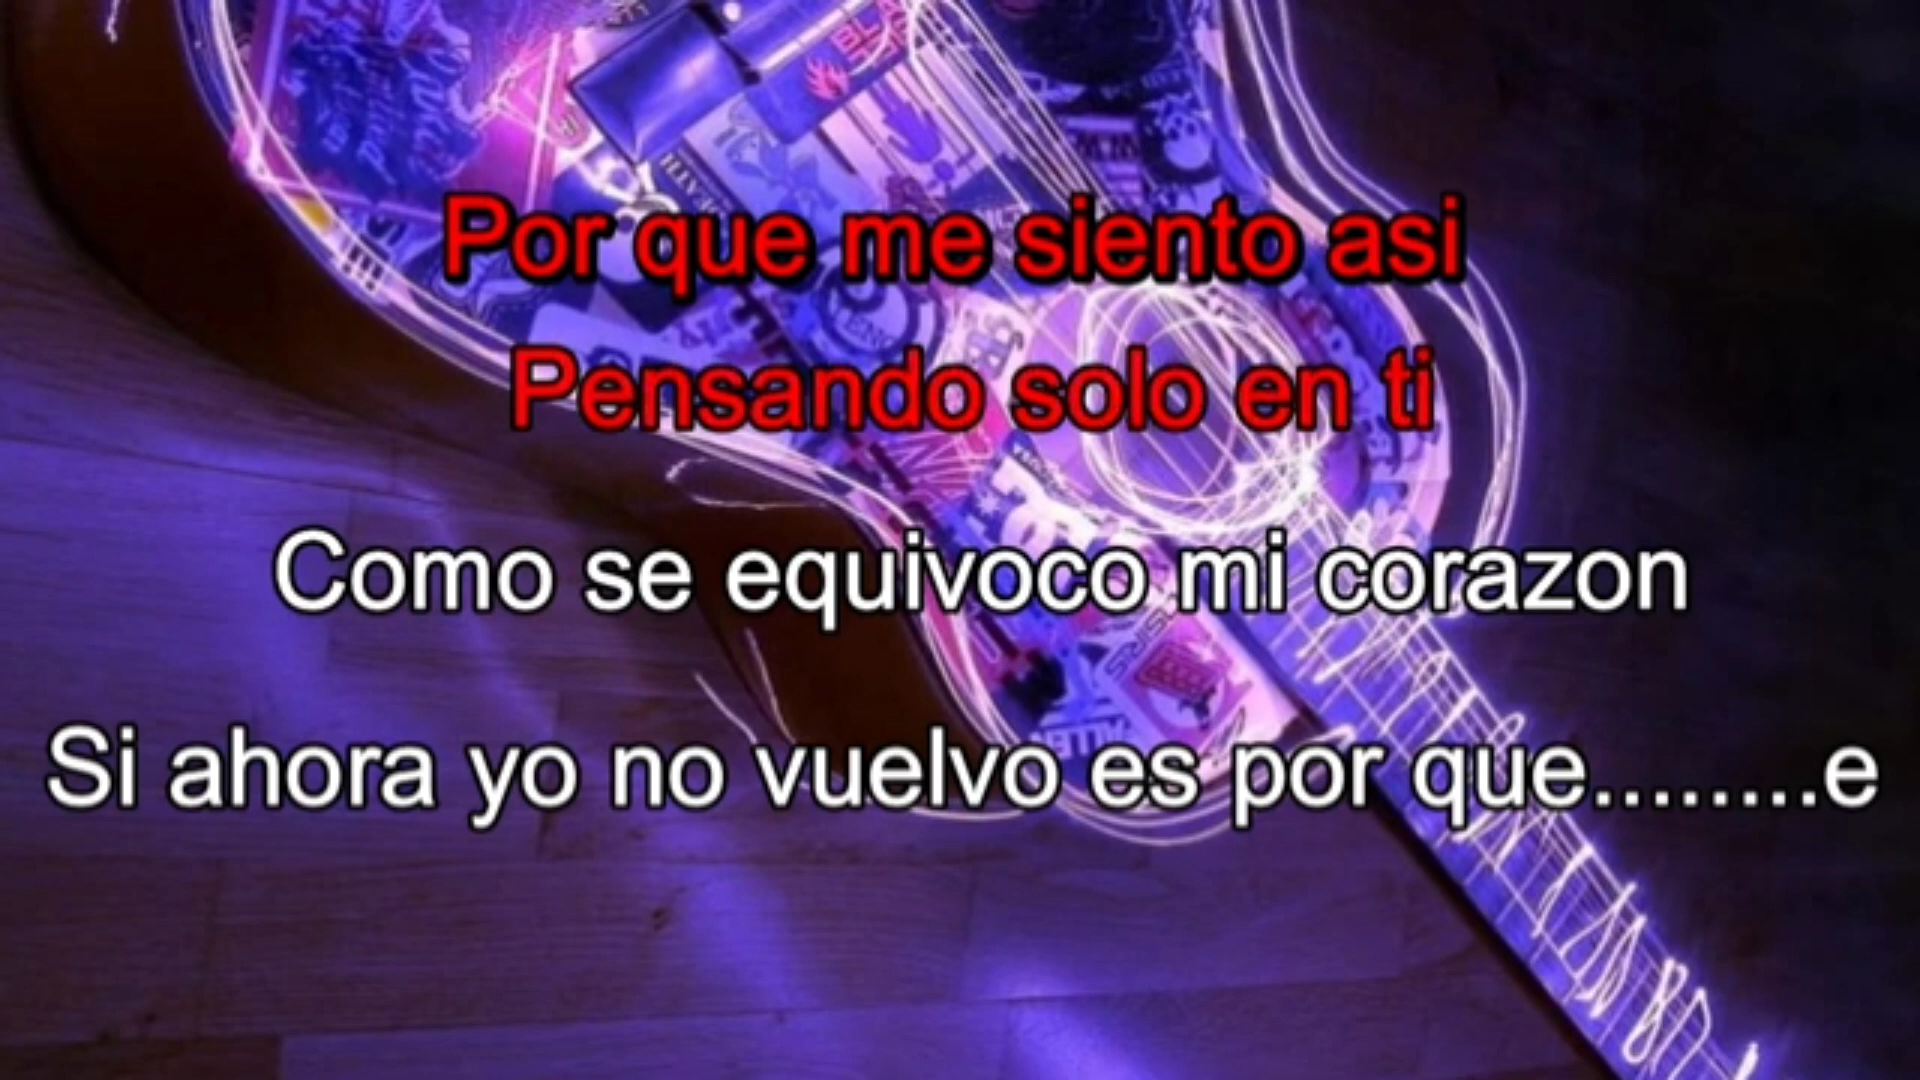 Por que me siento asi
Pensando solo en ti
Como se equivoco mi corazon
Si ahora yo no vuelvo es por que........e